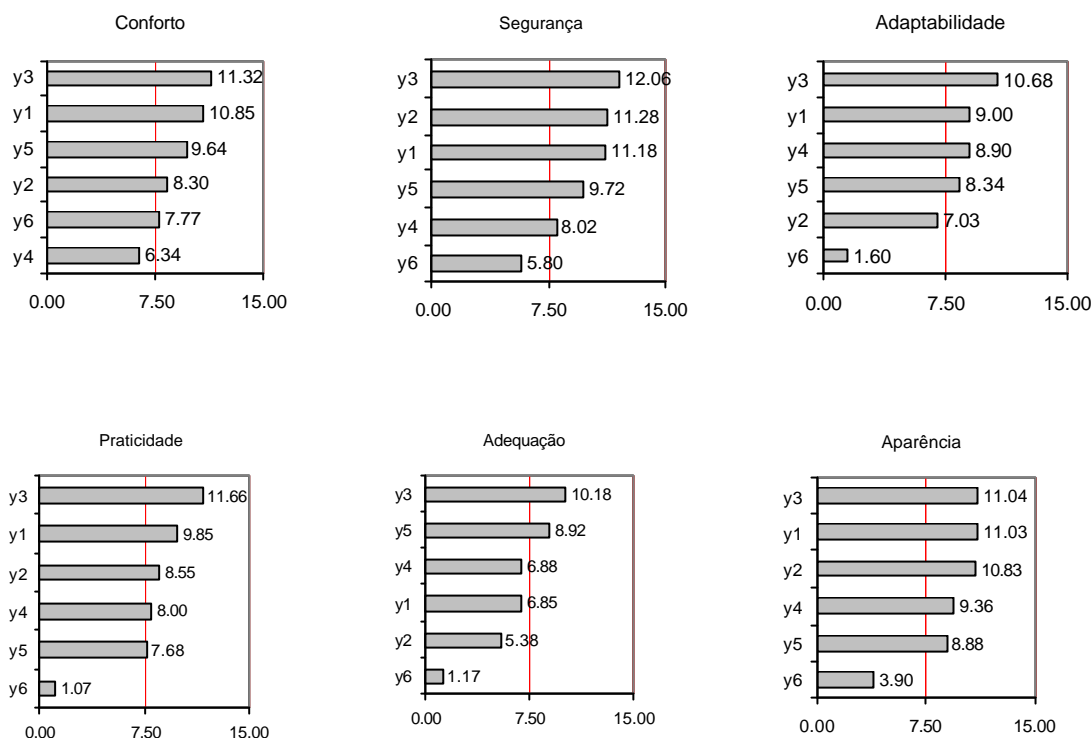 Conforto
y3 11.32
y1 10.85
y5 9.64
y2 8.30
y6 7.77
y4 6.34
0.00 7.50 15.00
Segurança
y3 12.06
y2 11.28
y1 11.18
y5 9.72
y4 8.02
y6 5.80
0.00 7.50 15.00
Adaptabilidade
y3 10.68
y1 9.00
y4 8.90
y5 8.34
y2 7.03
y6 1.60
0.00 7.50 15.00
Praticidade
y3 11.66
y1 9.85
y2 8.55
y4 8.00
y5 7.68
y6 1.07
0.00 7.50 15.00
Adequação
y3 10.18
y5 8.92
y4 6.88
y1 6.85
y2 5.38
y6 1.17
0.00 7.50 15.00
Aparência
y3 11.04
y1 11.03
y2 10.83
y4 9.36
y5 8.88
y6 3.90
0.00 7.50 15.00